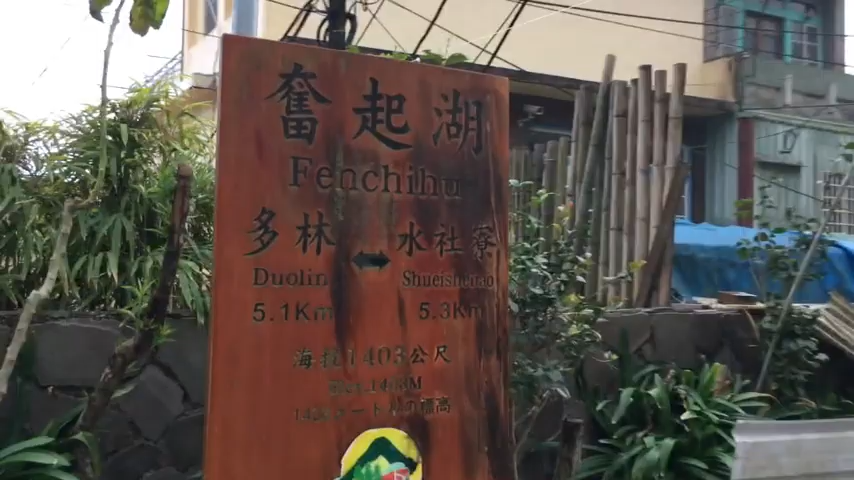 奮起湖
Fenchihu
多林 ↔ 水社寮
Duolin Shueisheliao
5.1Km 5.3Km
海拔1403公尺
1403メートルの標高